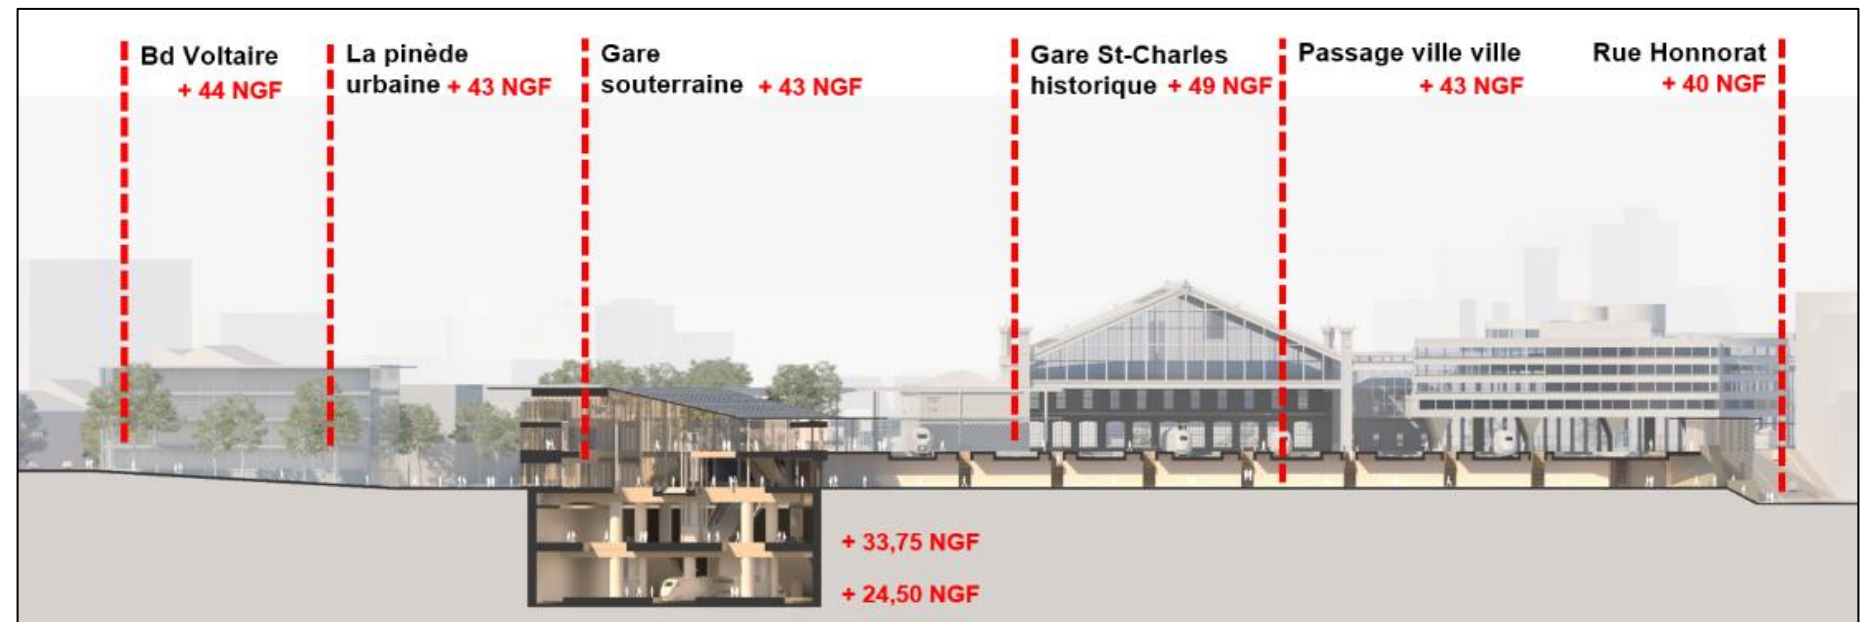 Bd Voltaire
+ 44 NGF
La pinède
urbaine + 43 NGF
Gare
souterraine + 43 NGF
Gare St-Charles
historique + 49 NGF
Passage ville ville
+ 43 NGF
Rue Honnorat
+ 40 NGF
+ 33,75 NGF
+ 24,50 NGF